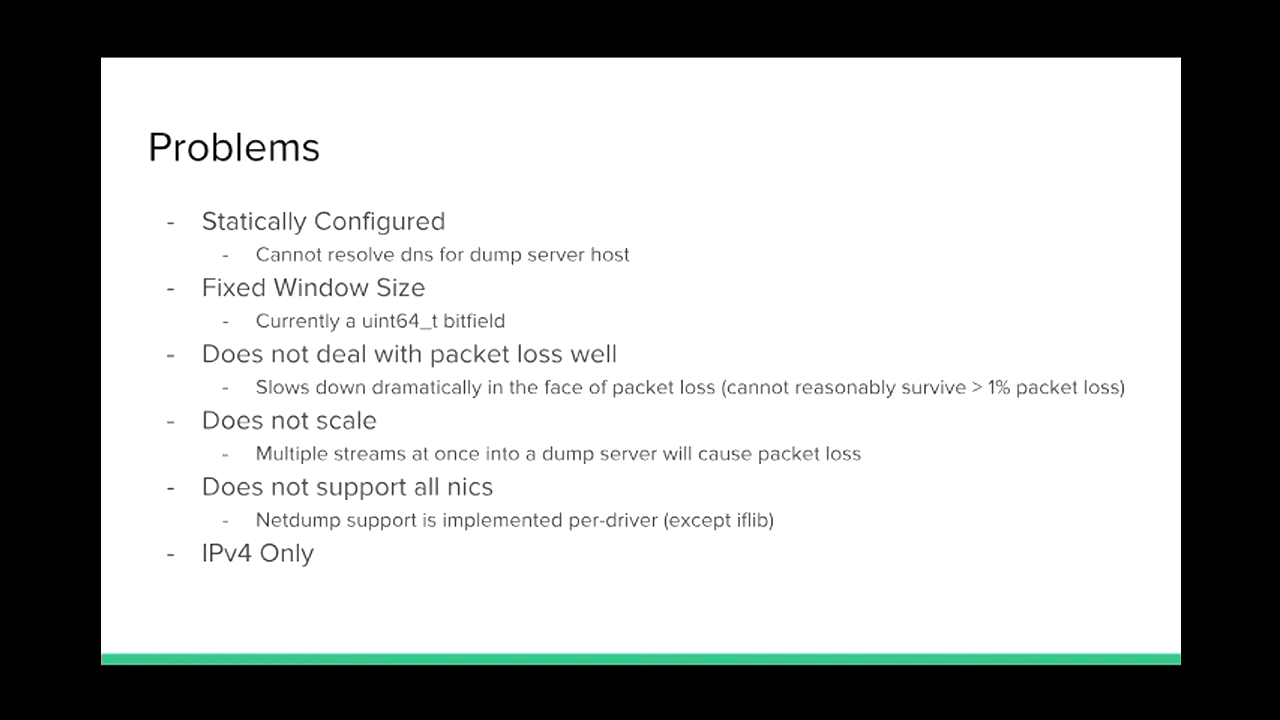 Problems
- Statically Configured
- Cannot resolve dns for dump server host
- Fixed Window Size
- Currently a uint64_t bitfield
- Does not deal with packet loss well
- Slows down dramatically in the face of packet loss (cannot reasonably survive > 1% packet loss)
- Does not scale
- Multiple streams at once into a dump server will cause packet loss
- Does not support all nics
- Netdump support is implemented per-driver (except iflib)
- IPv4 Only